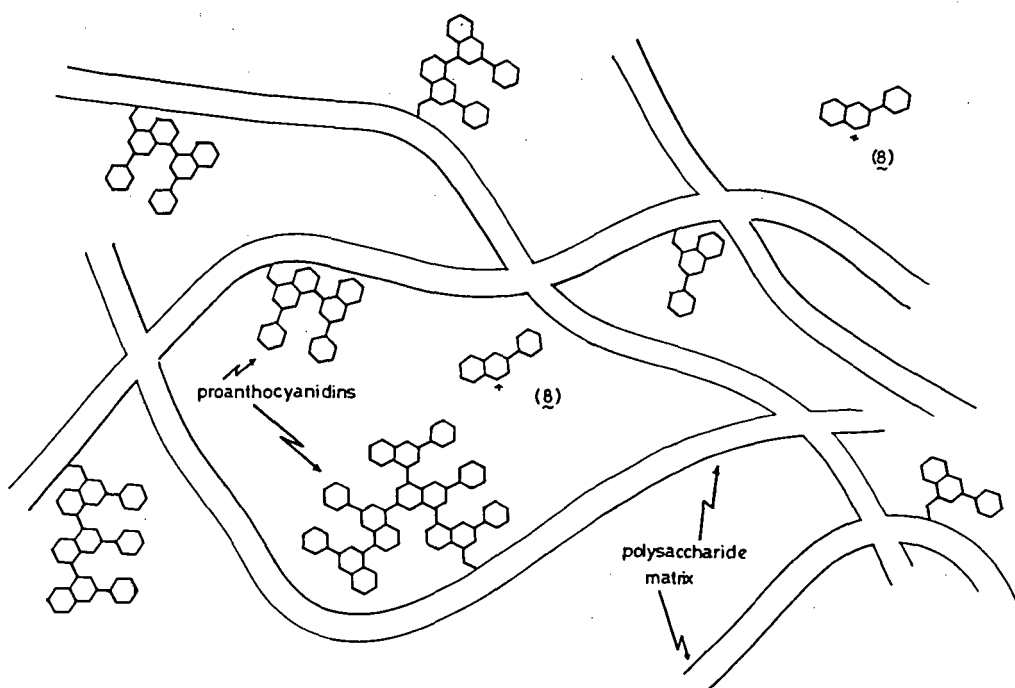 +
(8)
+
(8)
proanthocyanidins
polysaccharide
matrix